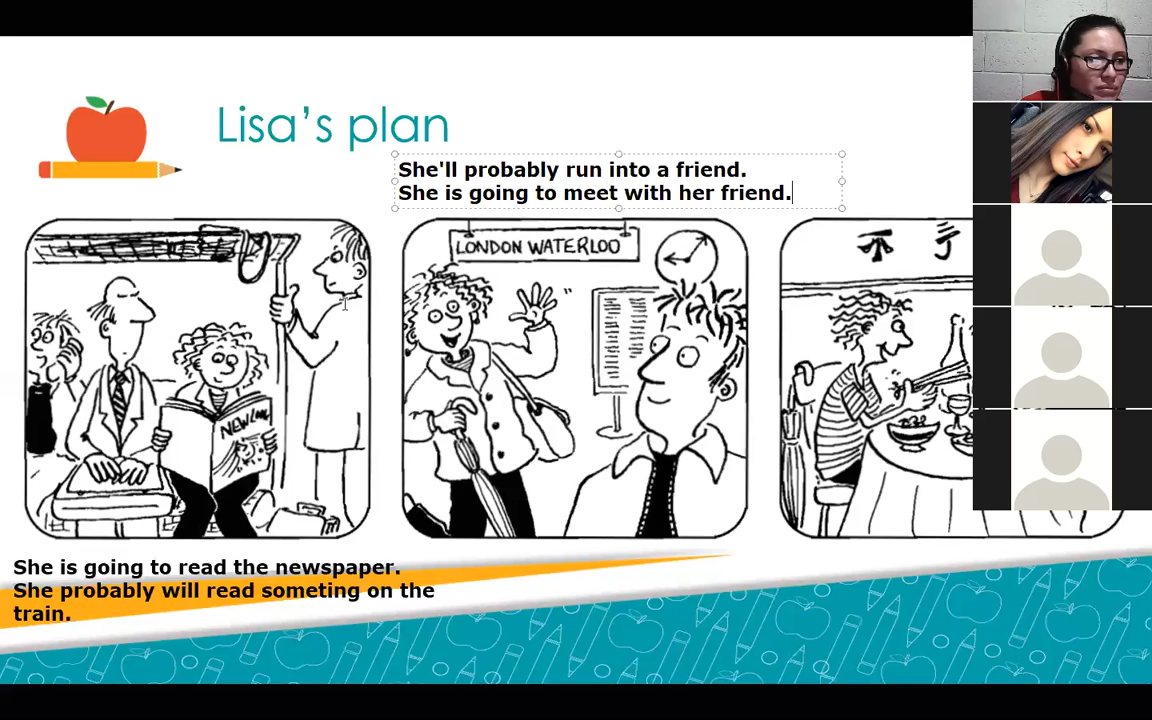 Lisa's plan
She'll probably run into a friend.
She is going to meet with her friend.
LONDON WATERLOO
She is going to read the newspaper.
She probably will read someting on the
train.